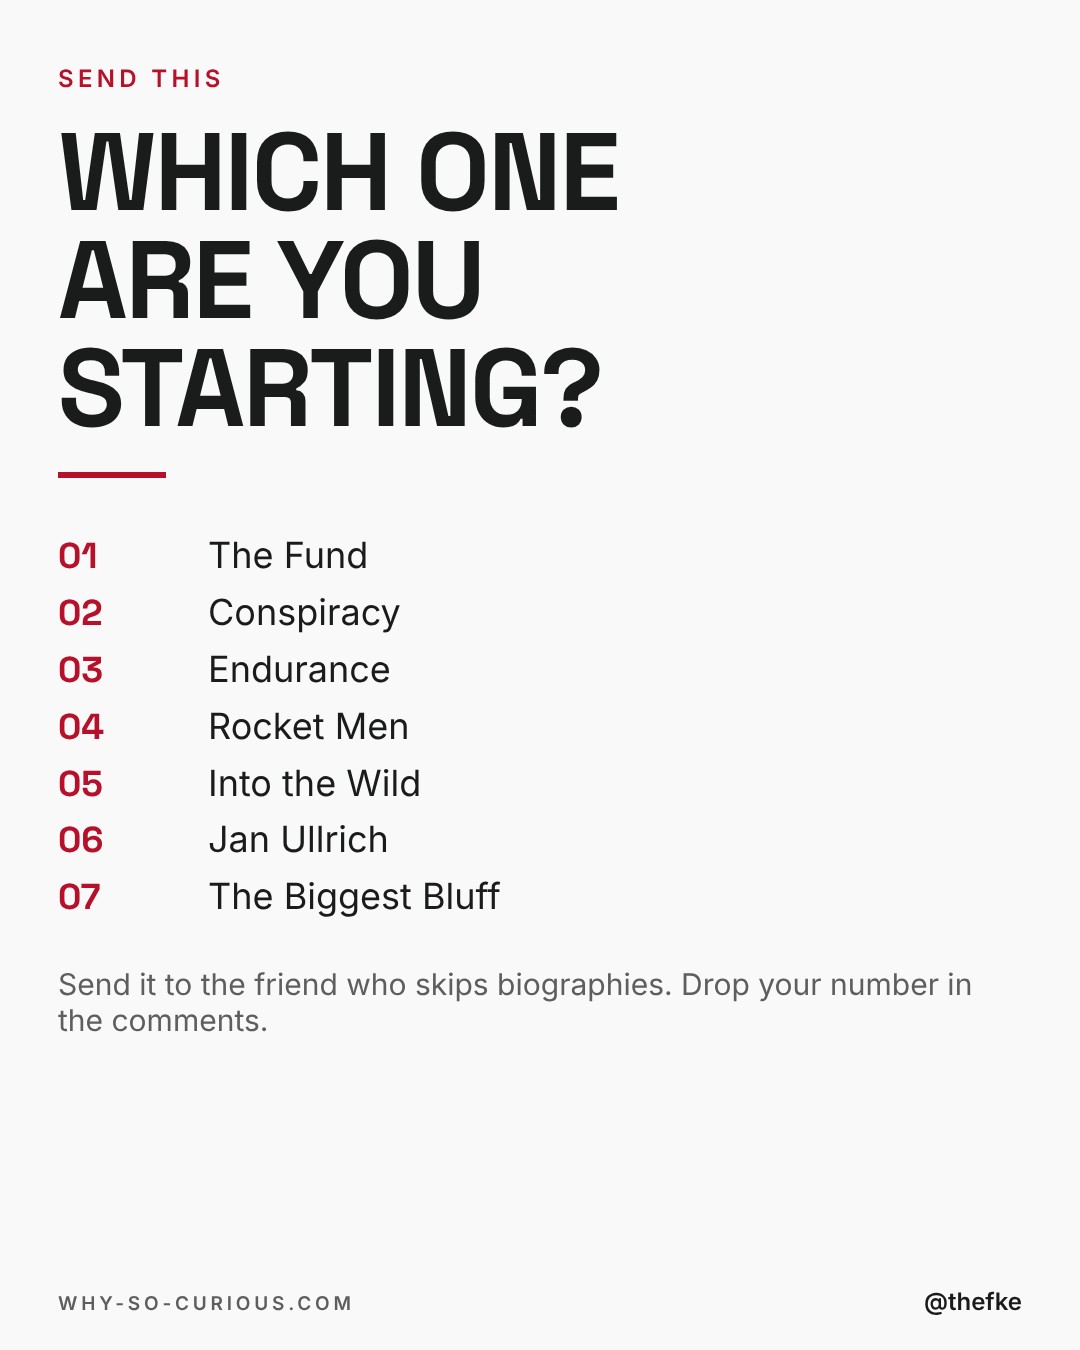 SEND THIS
WHICH ONE
ARE YOU
STARTING?
01 The Fund
02 Conspiracy
03 Endurance
04 Rocket Men
05 Into the Wild
06 Jan Ullrich
07 The Biggest Bluff
Send it to the friend who skips biographies. Drop your number in
the comments.
WHY-SO-CURIOUS.COM @thefke